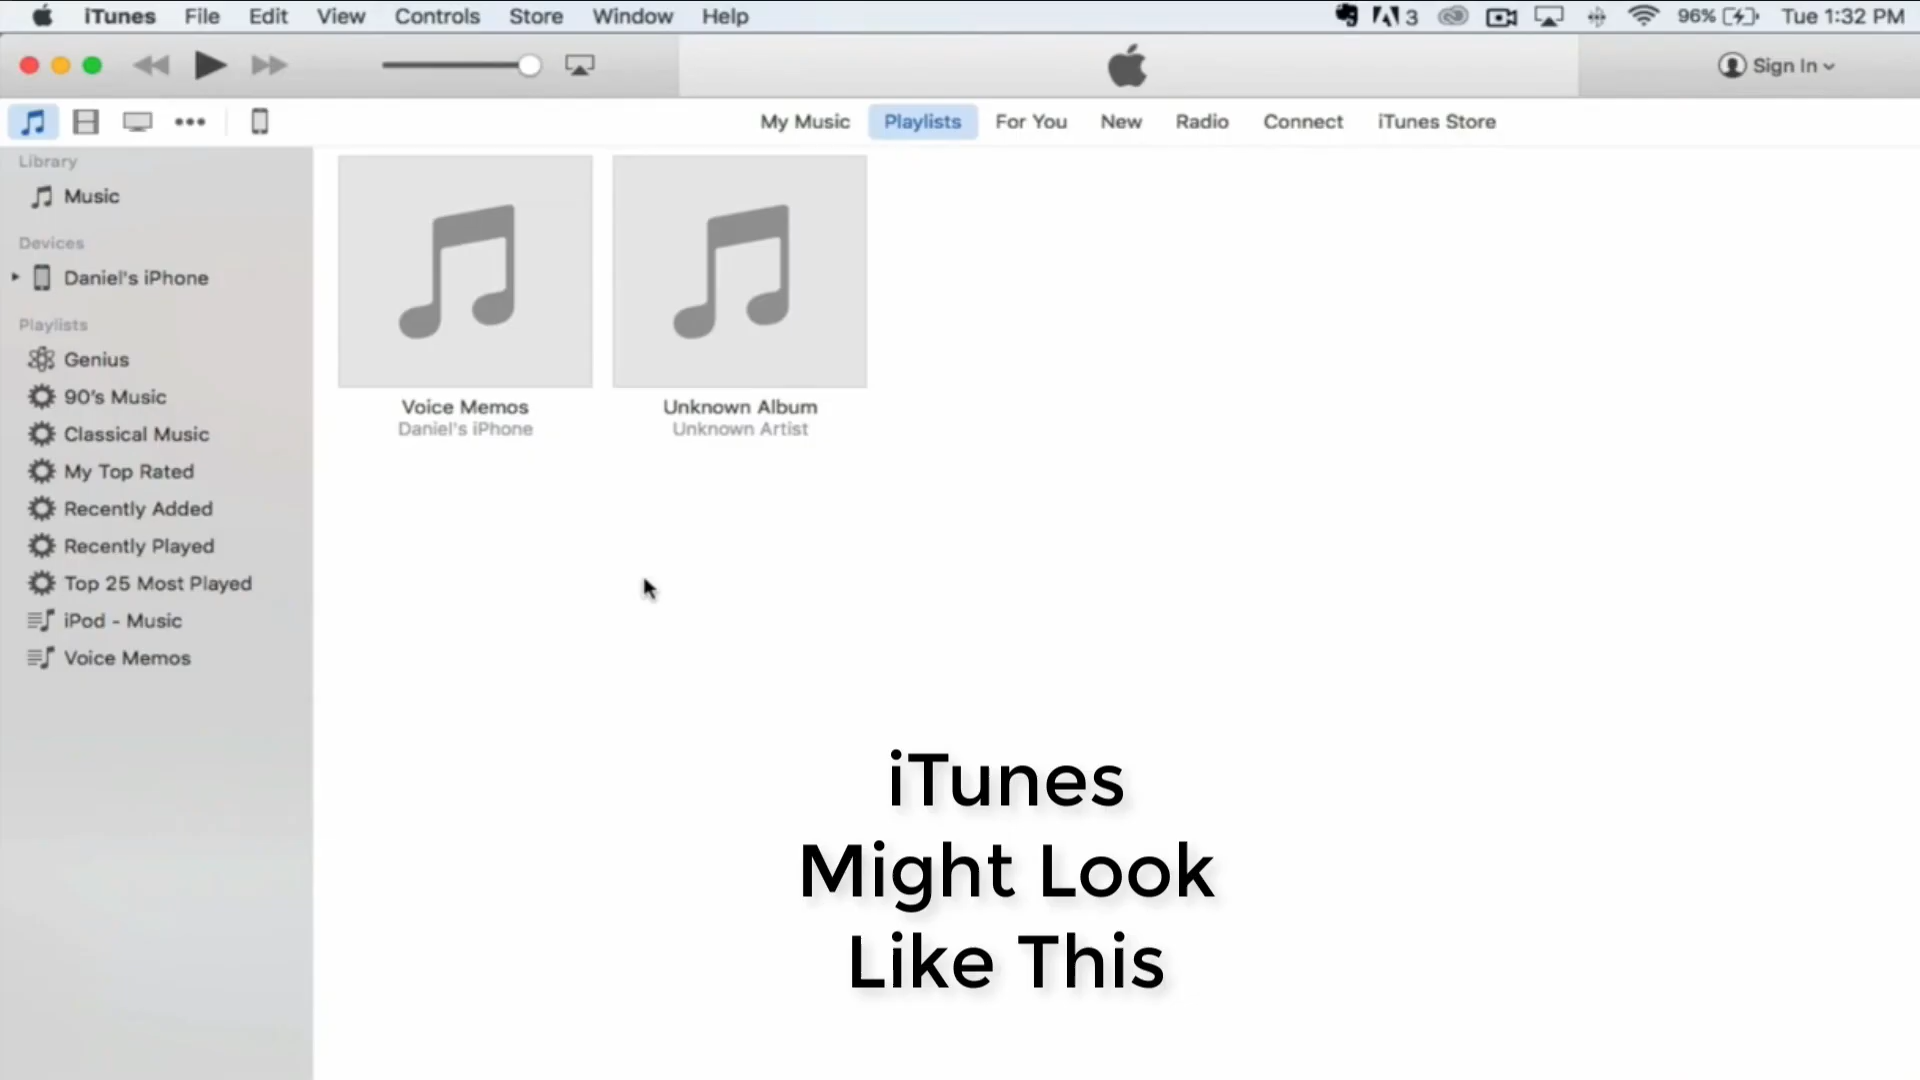 iTunes File Edit View Controls Store Window Help 3 96% Tue 1:32 PM
Sign In
My Music Playlists For You New Radio Connect iTunes Store
Library
Music
Devices
Daniel's iPhone
Playlists
Genius
90's Music
Classical Music
My Top Rated
Recently Added
Recently Played
Top 25 Most Played
iPod - Music
Voice Memos
Voice Memos
Daniel's iPhone
Unknown Album
Unknown Artist
iTunes
Might Look
Like This